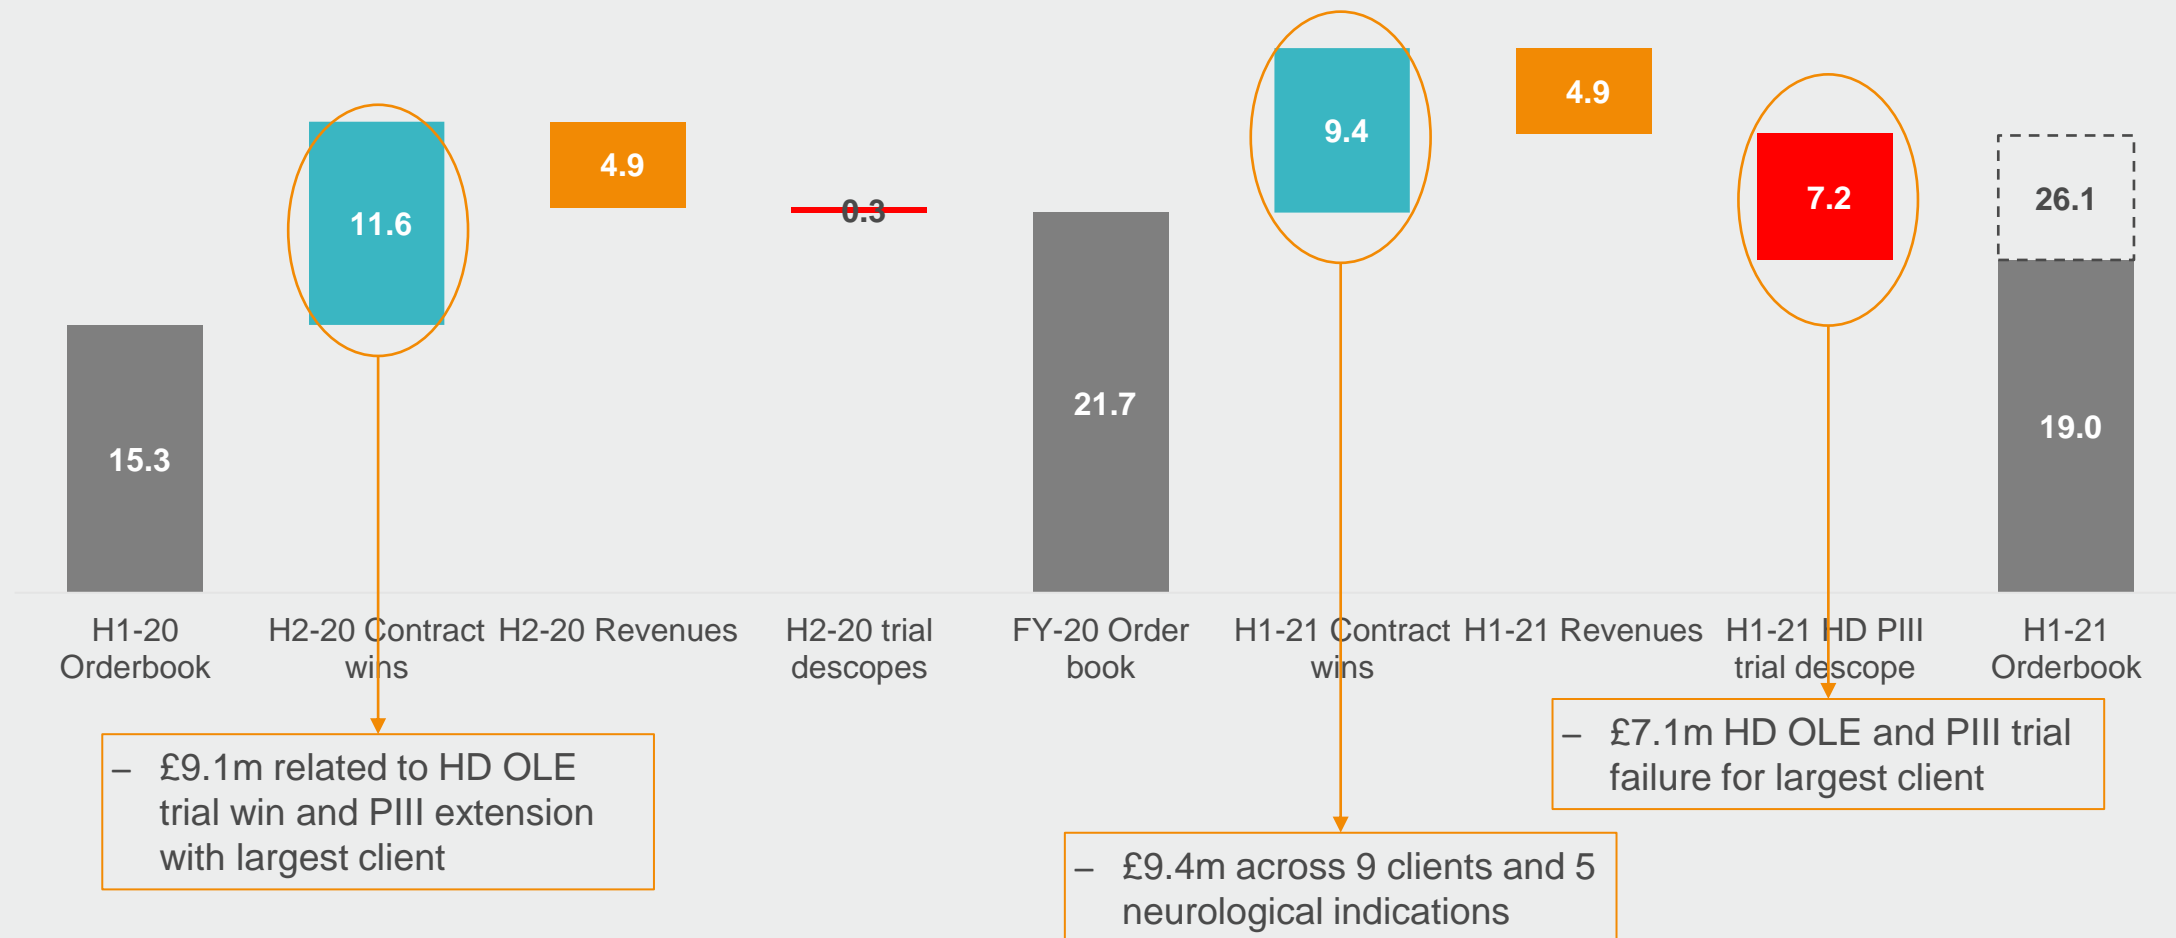 11.6
4.9
0.3
9.4
4.9
7.2
26.1
15.3
21.7
19.0
H1-20
Orderbook
H2-20 Contract
wins
H2-20 Revenues
H2-20 trial
descopes
FY-20 Order
book
H1-21 Contract
wins
H1-21 Revenues
H1-21 HD PIII
trial descope
H1-21
Orderbook
– £9.1m related to HD OLE
trial win and PIII extension
with largest client
– £9.4m across 9 clients and 5
neurological indications
– £7.1m HD OLE and PIII trial
failure for largest client